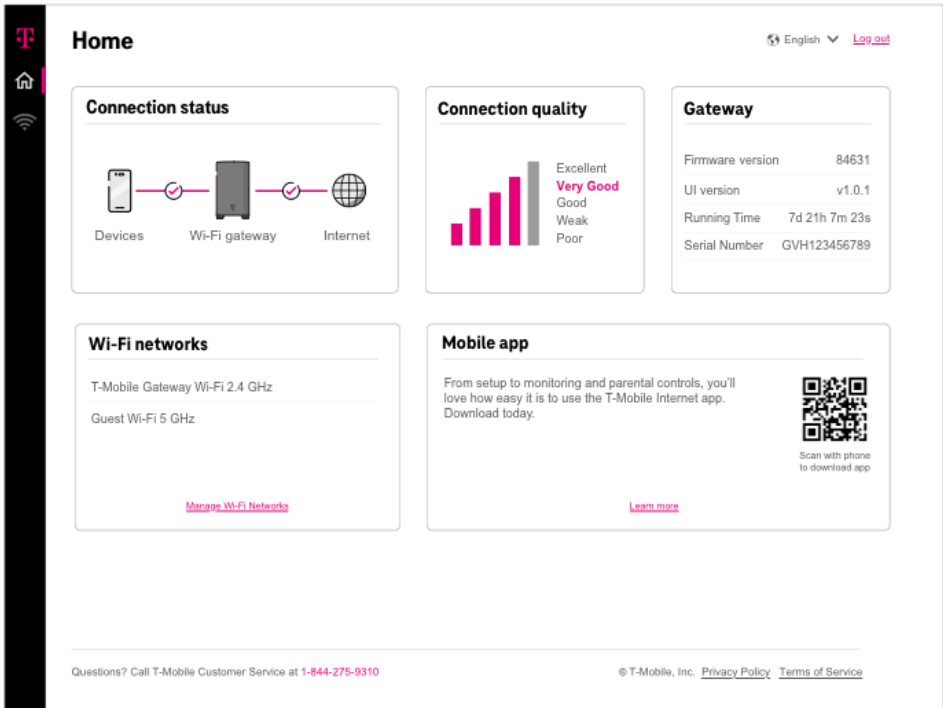 T
Home
English
Log out
Connection status
Devices
Wi-Fi gateway
Internet
Connection quality
Excellent
Very Good
Good
Weak
Poor
Gateway
Firmware version 84631
UI version v1.0.1
Running Time 7d 21h 7m 23s
Serial Number GVH123456789
Wi-Fi networks
T-Mobile Gateway Wi-Fi 2.4 GHz
Guest Wi-Fi 5 GHz
Manage Wi-Fi Networks
Mobile app
From setup to monitoring and parental controls, you'll
love how easy it is to use the T-Mobile Internet app.
Download today.
Scan with phone
to download app
Learn more
Questions? Call T-Mobile Customer Service at 1-844-275-9310
© T-Mobile, Inc. Privacy Policy Terms of Service